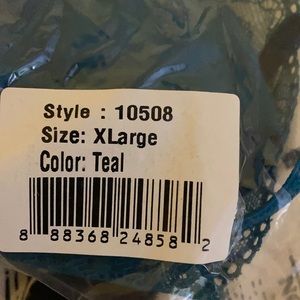 Style : 10508
Size: XLarge
Color: Teal
8 88368 24858 2